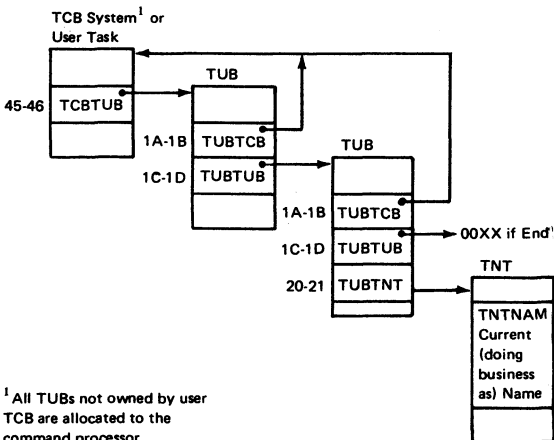 TCB System¹ or
User Task
TUB
45-46 TCBTUB
TUB
1A-1B TUBTCB
1C-1D TUBTUB
1A-1B TUBTCB
1C-1D TUBTUB 00XX if End
TNT
20-21 TUBTNT
TNTNAM
Current
(doing
business
as) Name
¹ All TUBs not owned by user
TCB are allocated to the
command processor